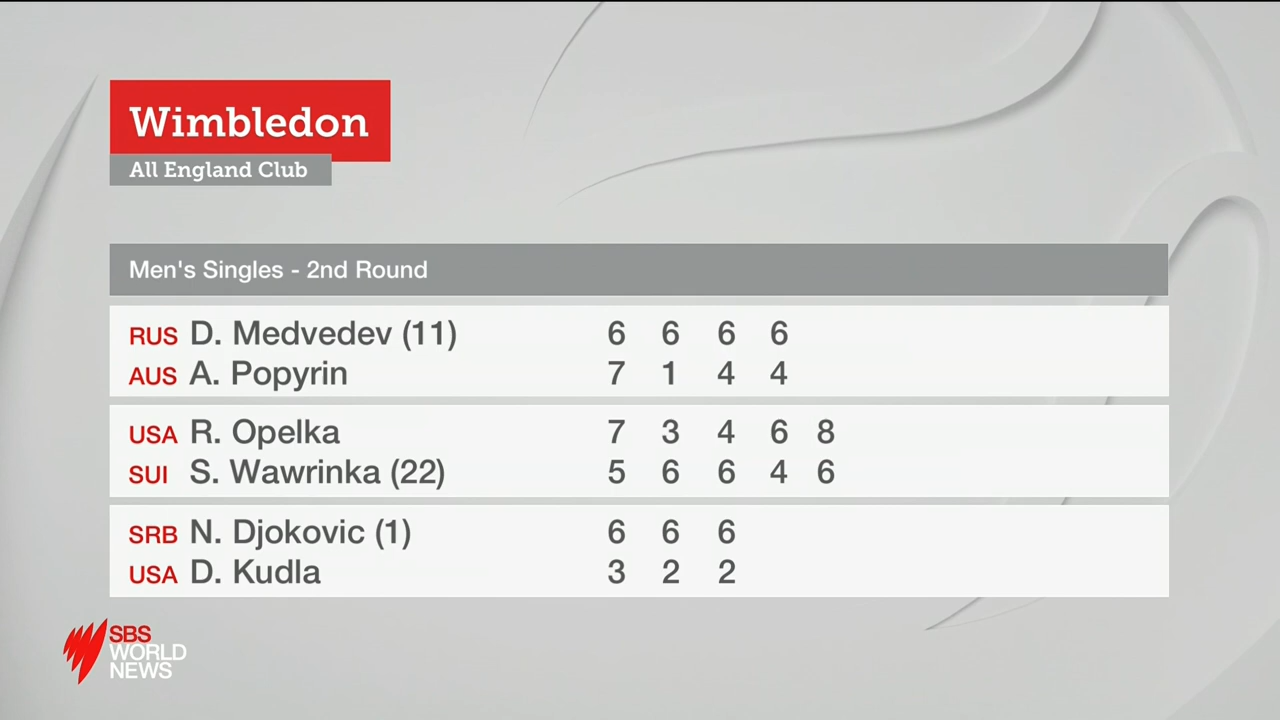 Wimbledon
All England Club
Men's Singles - 2nd Round
RUS D. Medvedev (11) 6 6 6 6
AUS A. Popyrin 7 1 4 4
USA R. Opelka 7 3 4 6 8
SUI S. Wawrinka (22) 5 6 6 4 6
SRB N. Djokovic (1) 6 6 6
USA D. Kudla 3 2 2
SBS
WORLD
NEWS